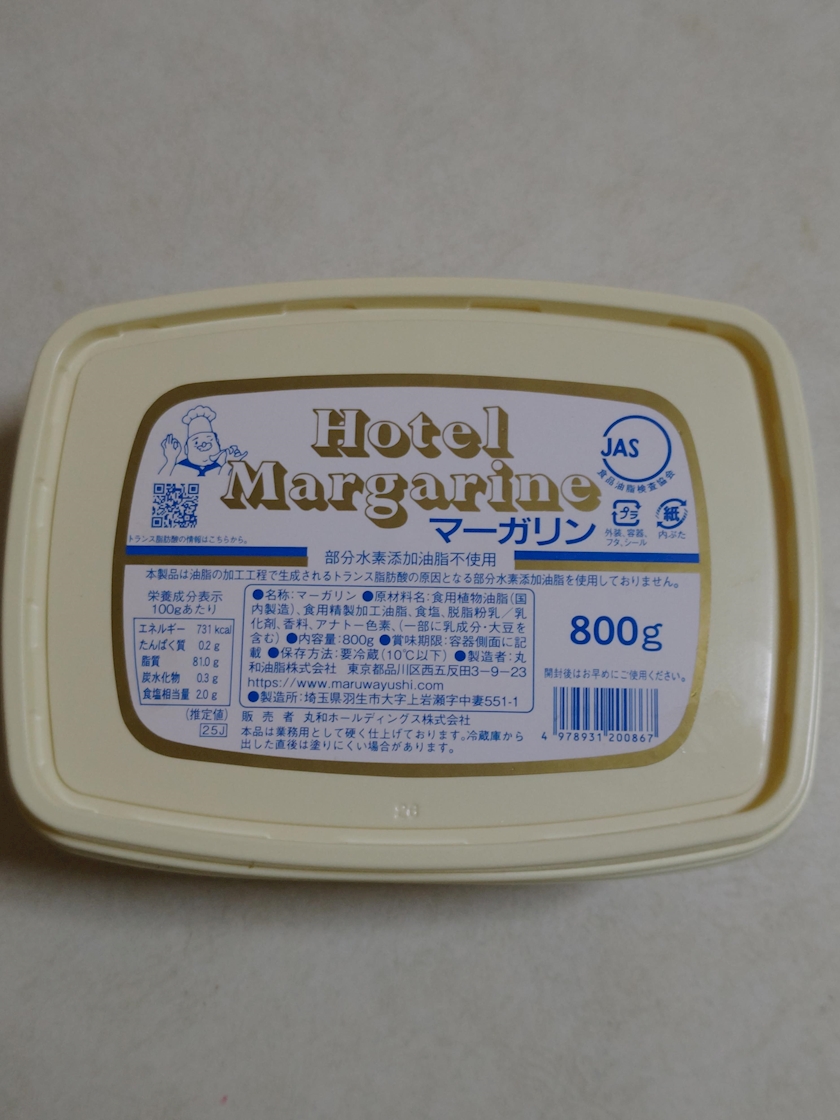 Hotel
Margarine
マーガリン
JAS
食品油脂検査協会
プラ
外装、容器、
フタ、シール
紙
内ぶた
トランス脂肪酸の情報はこちらから。
部分水素添加油脂不使用
本製品は油脂の加工工程で生成されるトランス脂肪酸の原因となる部分水素添加油脂を使用しておりません。
栄養成分表示
100gあたり
エネルギー 731kcal
たんぱく質 0.2g
脂質 81.0g
炭水化物 0.3g
食塩相当量 2.0g
(推定値)
25J
●名称:マーガリン ●原材料名:食用植物油脂(国
内製造)、食用精製加工油脂、食塩、脱脂粉乳/乳
化剤、香料、アナトー色素、(一部に乳成分・大豆を
含む) ●内容量:800g ●賞味期限:容器側面に記
載 ●保存方法:要冷蔵(10℃以下) ●製造者:丸
和油脂株式会社 東京都品川区西五反田3-9-23
https://www.maruwayushi.com
●製造所:埼玉県羽生市大字上岩瀬字中妻551-1
販売者 丸和ホールディングス株式会社
本品は業務用として硬く仕上げております。冷蔵庫から
出した直後は塗りにくい場合があります。
800g
開封後はお早めにご使用ください。
4 978931 200867